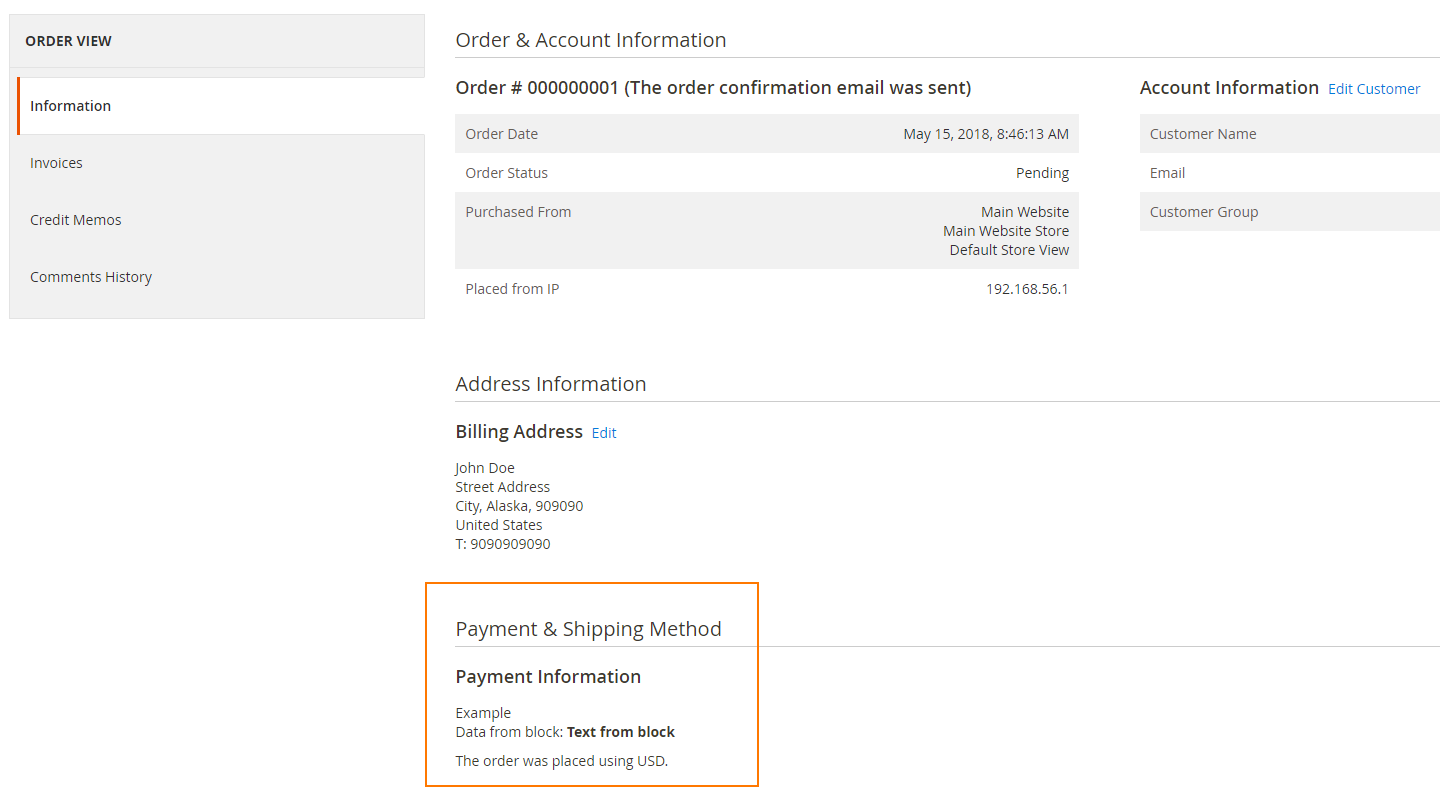 ORDER VIEW
Information
Invoices
Credit Memos
Comments History
Order & Account Information
Order # 000000001 (The order confirmation email was sent)
Order Date May 15, 2018, 8:46:13 AM
Order Status Pending
Purchased From Main Website
Main Website Store
Default Store View
Placed from IP 192.168.56.1
Account Information Edit Customer
Customer Name
Email
Customer Group
Address Information
Billing Address Edit
John Doe
Street Address
City, Alaska, 909090
United States
T: 9090909090
Payment & Shipping Method
Payment Information
Example
Data from block: Text from block
The order was placed using USD.